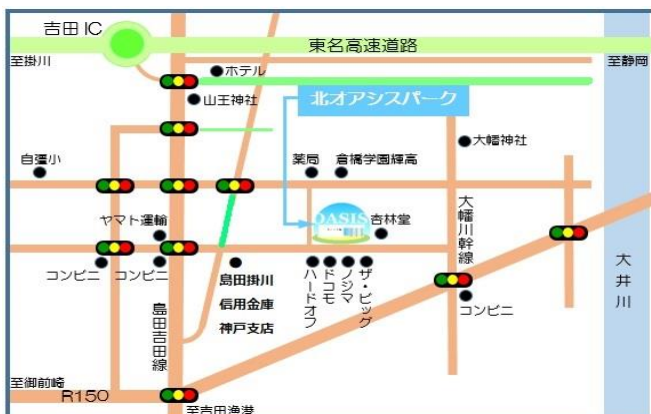 吉田IC
東名高速道路
至掛川
至静岡
ホテル
山王神社
北オアシスパーク
大幡神社
自彊小
薬局
倉橋学園輝高
OASIS
杏林堂
ヤマト運輸
大幡川幹線
大井川
コンビニ
コンビニ
島田掛川
信用金庫
神戸支店
ハードオフ
ドコモ
ノジマ
ザ・ビッグ
コンビニ
島田吉田線
至御前崎
R150
至吉田漁港